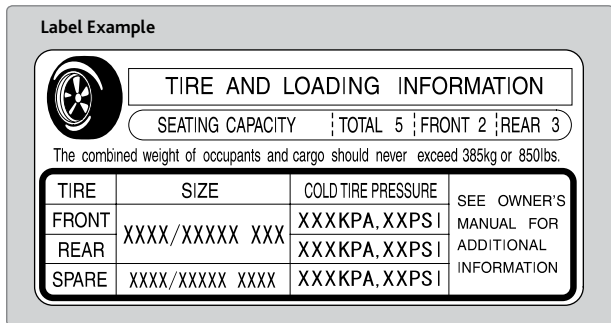 Label Example
TIRE AND LOADING INFORMATION
SEATING CAPACITY TOTAL 5 FRONT 2 REAR 3
The combined weight of occupants and cargo should never exceed 385kg or 850lbs.
TIRE SIZE COLD TIRE PRESSURE
FRONT XXXX/XXXXX XXX XXXKPA,XXPSI
REAR XXXKPA,XXPSI
SPARE XXXX/XXXXX XXXX XXXKPA,XXPSI
SEE OWNER'S
MANUAL FOR
ADDITIONAL
INFORMATION